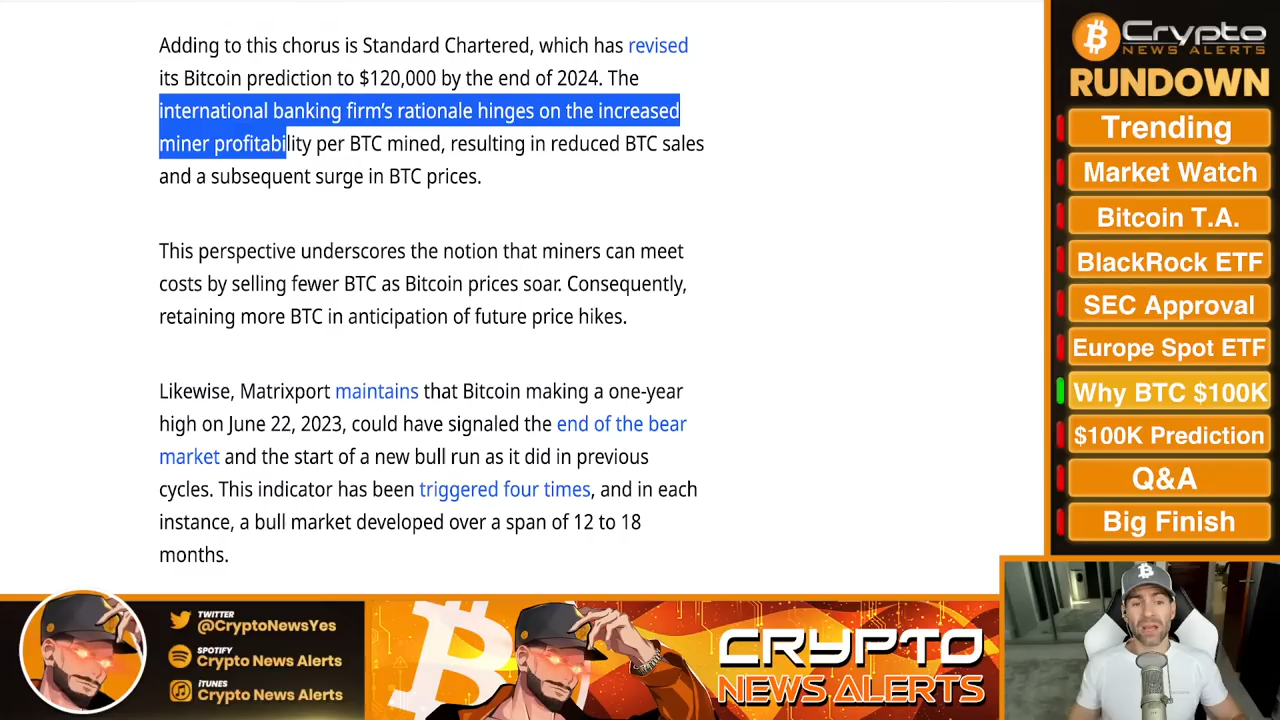 Adding to this chorus is Standard Chartered, which has revised
its Bitcoin prediction to $120,000 by the end of 2024. The
international banking firm's rationale hinges on the increased
miner profitability per BTC mined, resulting in reduced BTC sales
and a subsequent surge in BTC prices.
This perspective underscores the notion that miners can meet
costs by selling fewer BTC as Bitcoin prices soar. Consequently,
retaining more BTC in anticipation of future price hikes.
Likewise, Matrixport maintains that Bitcoin making a one-year
high on June 22, 2023, could have signaled the end of the bear
market and the start of a new bull run as it did in previous
cycles. This indicator has been triggered four times, and in each
instance, a bull market developed over a span of 12 to 18
months.
Crypto
NEWS ALERTS
RUNDOWN
Trending
Market Watch
Bitcoin T.A.
BlackRock ETF
SEC Approval
Europe Spot ETF
Why BTC $100K
$100K Prediction
Q&A
Big Finish
TWITTER
@CryptoNewsYes
SPOTIFY
Crypto News Alerts
iTUNES
Crypto News Alerts
CRYPTO
NEWS ALERTS